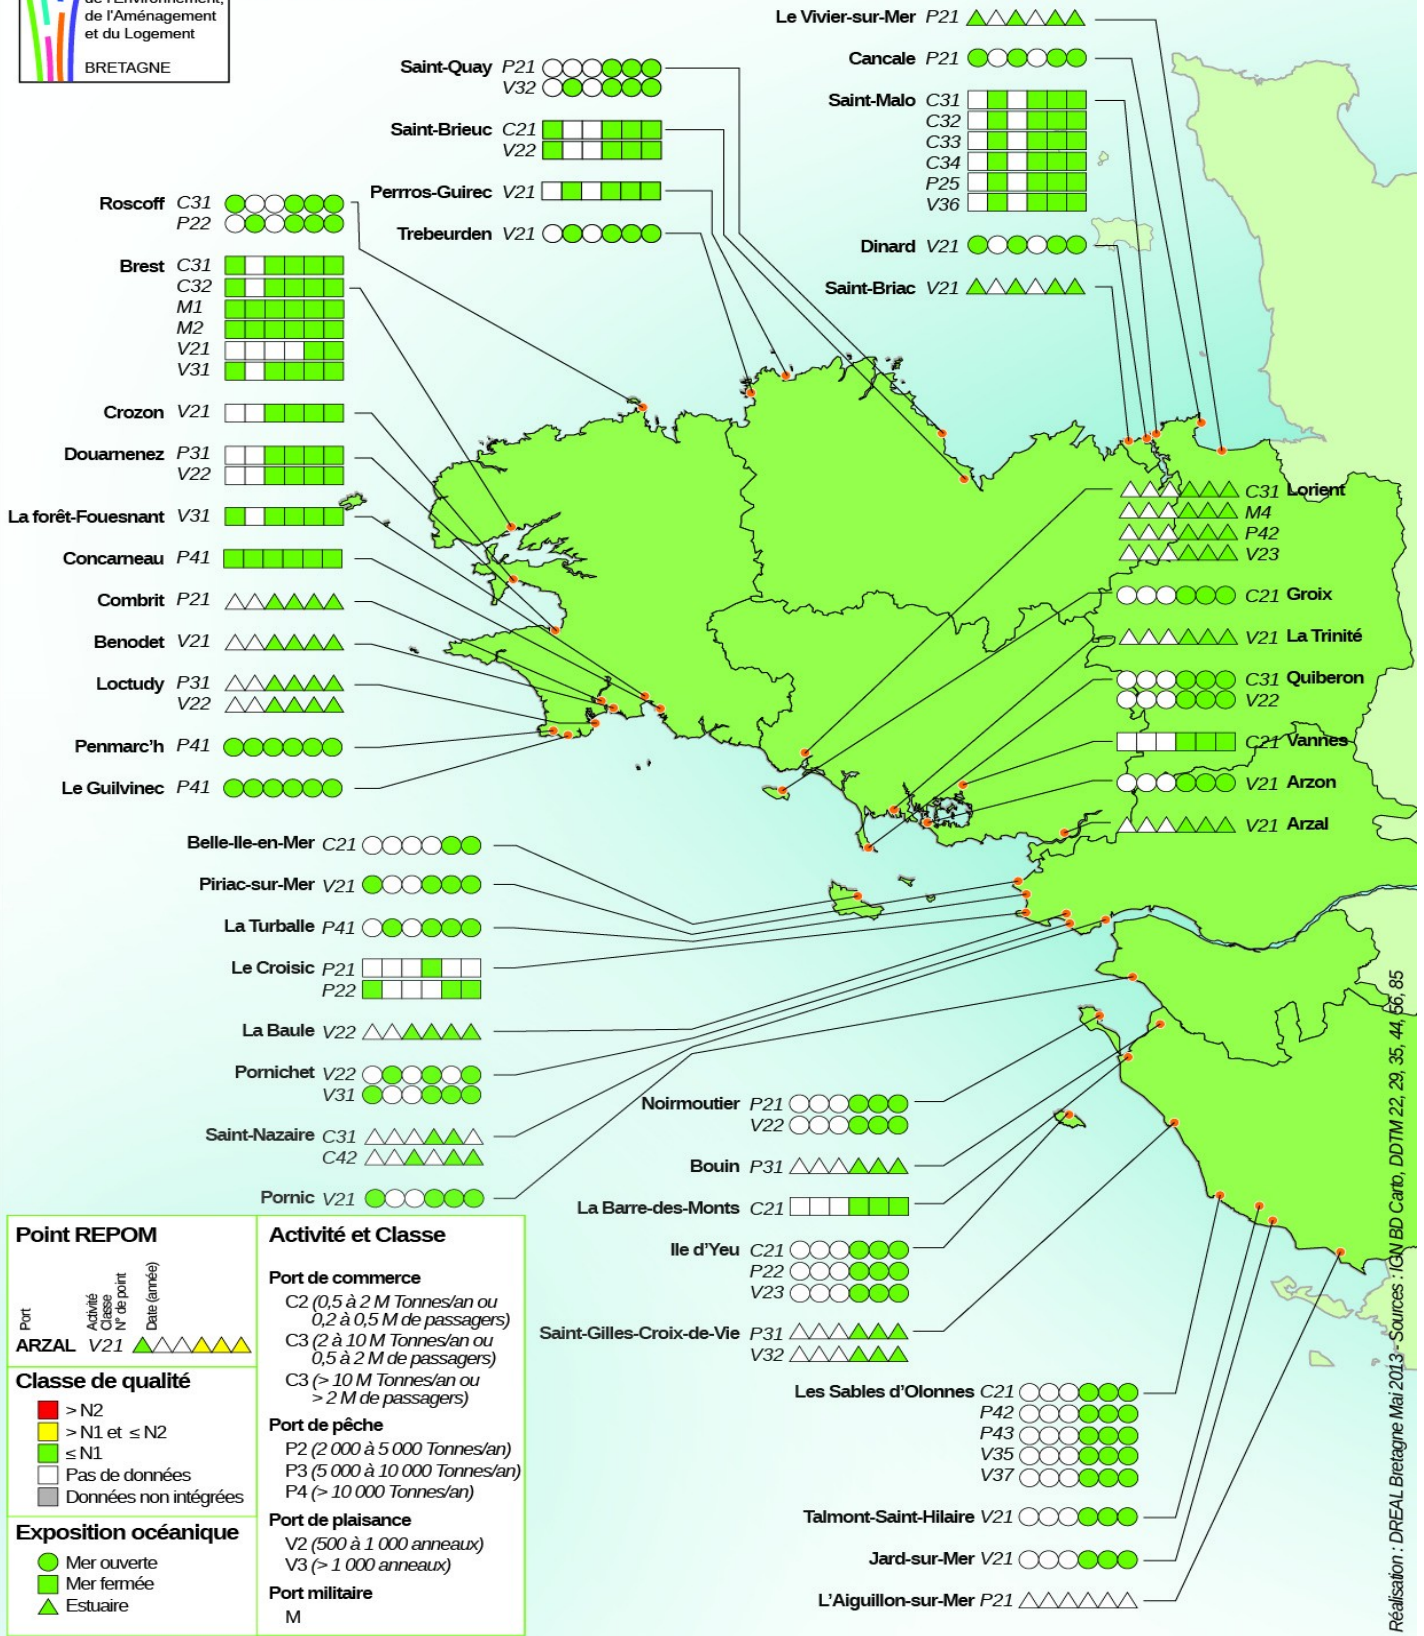 de l'Environnement,
de l'Aménagement
et du Logement
BRETAGNE
Le Vivier-sur-Mer P21
Cancale P21
Saint-Malo C31
C32
C33
C34
P25
V36
Dinard V21
Saint-Briac V21
Saint-Quay P21
V32
Saint-Brieuc C21
V22
Perrros-Guirec V21
Trebeurden V21
Roscoff C31
P22
Brest C31
C32
M1
M2
V21
V31
Crozon V21
Douarnenez P31
V22
La forêt-Fouesnant V31
Concarneau P41
Combrit P21
Benodet V21
Loctudy P31
V22
Penmarc'h P41
Le Guilvinec P41
C31 Lorient
M4
P42
V23
C21 Groix
V21 La Trinité
C31 Quiberon
V22
C21 Vannes
V21 Arzon
V21 Arzal
Belle-Ile-en-Mer C21
Piriac-sur-Mer V21
La Turballe P41
Le Croisic P21
P22
La Baule V22
Pornichet V22
V31
Saint-Nazaire C31
C42
Pornic V21
Noirmoutier P21
V22
Bouin P31
La Barre-des-Monts C21
Ile d'Yeu C21
P22
V23
Saint-Gilles-Croix-de-Vie P31
V32
Les Sables d'Olonnes C21
P42
P43
V35
V37
Talmont-Saint-Hilaire V21
Jard-sur-Mer V21
L'Aiguillon-sur-Mer P21
Point REPOM
Port
Activité
Classe
N° de point
Date (année)
ARZAL V21
Classe de qualité
> N2
> N1 et ≤ N2
≤ N1
Pas de données
Données non intégrées
Exposition océanique
Mer ouverte
Mer fermée
Estuaire
Activité et Classe
Port de commerce
C2 (0,5 à 2 M Tonnes/an ou
0,2 à 0,5 M de passagers)
C3 (2 à 10 M Tonnes/an ou
0,5 à 2 M de passagers)
C3 (> 10 M Tonnes/an ou
> 2 M de passagers)
Port de pêche
P2 (2 000 à 5 000 Tonnes/an)
P3 (5 000 à 10 000 Tonnes/an)
P4 (> 10 000 Tonnes/an)
Port de plaisance
V2 (500 à 1 000 anneaux)
V3 (> 1 000 anneaux)
Port militaire
M
Réalisation : DREAL Bretagne Mai 2013 - Sources : IGN BD Carto, DDTM 22, 29, 35, 44, 56, 85